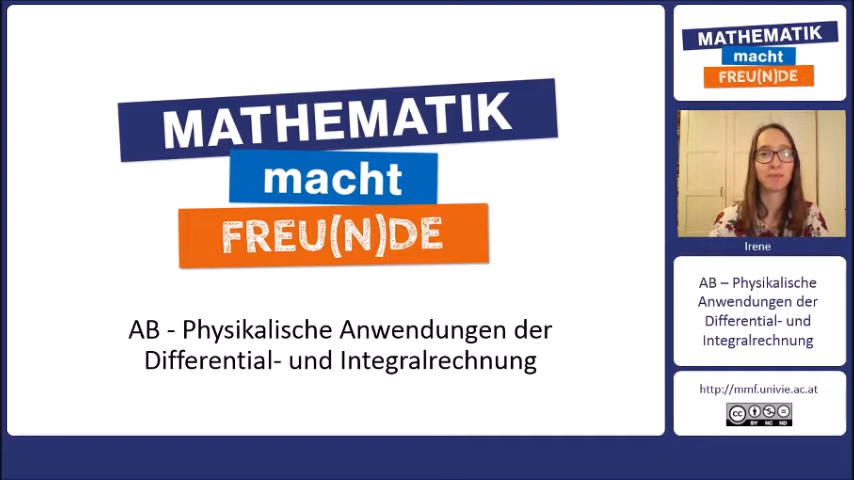 MATHEMATIK
macht
FREU(N)DE
AB - Physikalische Anwendungen der
Differential- und Integralrechnung
MATHEMATIK
macht
FREU(N)DE
Irene
AB – Physikalische
Anwendungen der
Differential- und
Integralrechnung
http://mmf.univie.ac.at
CC
BY NC ND